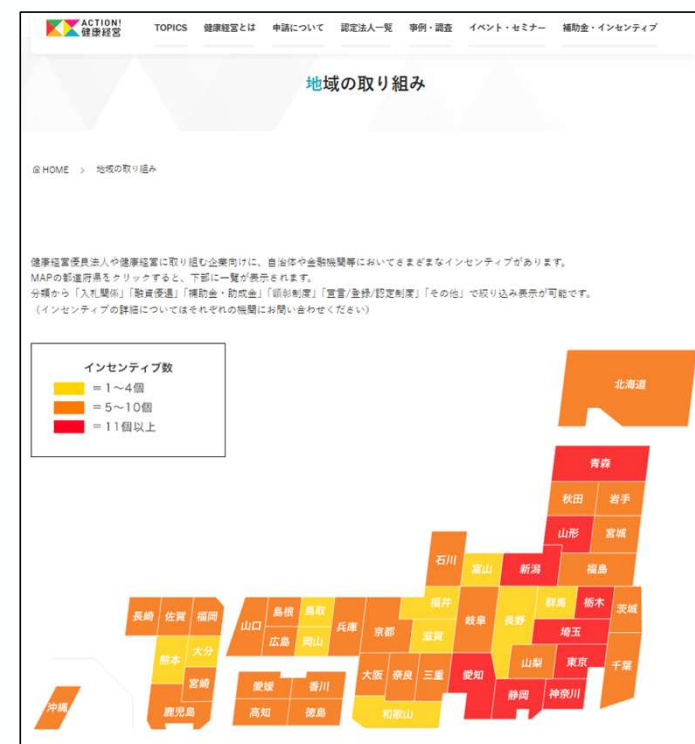 ACTION!
健康経営
TOPICS 健康経営とは 申請について 認定法人一覧 事例・調査 イベント・セミナー 補助金・インセンティブ
地域の取り組み
HOME > 地域の取り組み
健康経営優良法人や健康経営に取り組む企業向けに、自治体や金融機関等においてさまざまなインセンティブがあります。
MAPの都道府県をクリックすると、下部に一覧が表示されます。
分類から「入札関係」「融資優遇」「補助金・助成金」「顕彰制度」「宣言/登録/認定制度」「その他」で絞り込み表示が可能です。
（インセンティブの詳細についてはそれぞれの機関にお問い合わせください）
インセンティブ数
＝1～4個
＝5～10個
＝11個以上
北海道
青森
秋田 岩手
山形 宮城
石川 富山 新潟 福島
長崎 佐賀 福岡 山口 島根 鳥取 兵庫 京都 福井 岐阜 長野 群馬 栃木 茨城
広島 岡山 滋賀 埼玉
熊本 大分 山梨 東京 千葉
宮崎 愛媛 香川 大阪 奈良 三重 愛知 静岡 神奈川
沖縄 鹿児島 高知 徳島 和歌山